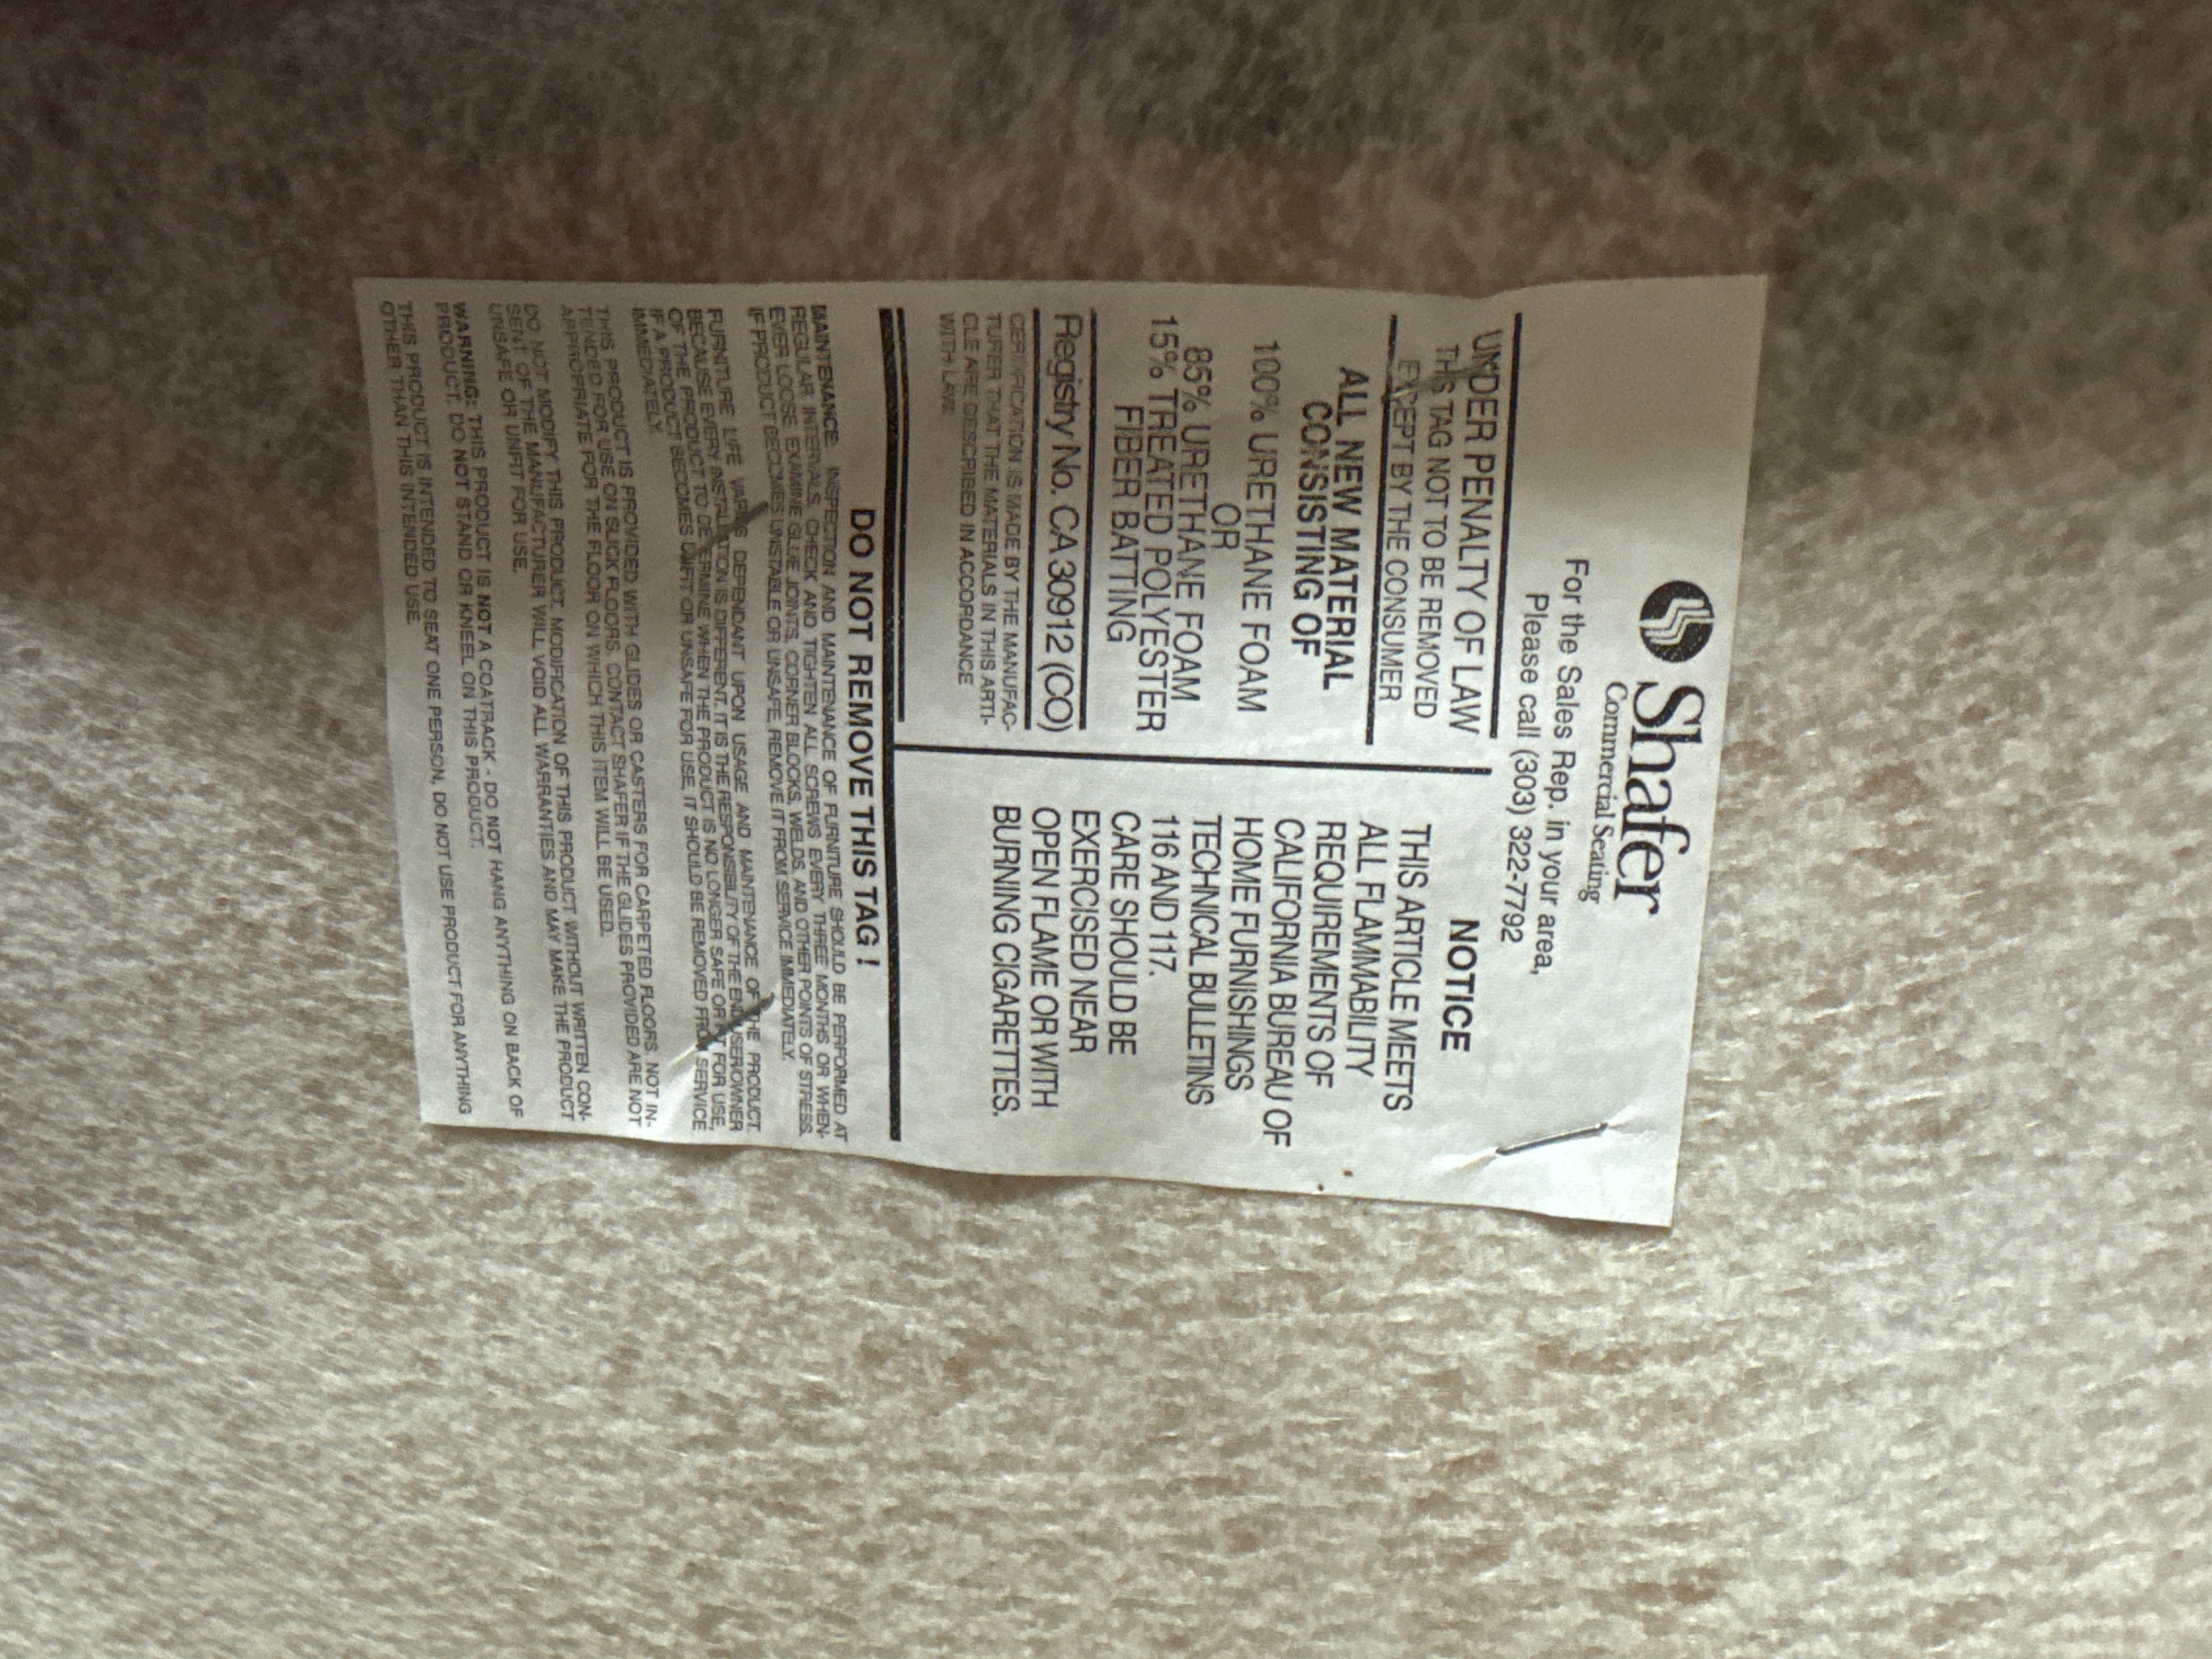 Shafer
Commercial Seating
For the Sales Rep. in your area,
Please call (303) 322-7792
UNDER PENALTY OF LAW
THIS TAG NOT TO BE REMOVED
EXCEPT BY THE CONSUMER
ALL NEW MATERIAL
CONSISTING OF
100% URETHANE FOAM
OR
85% URETHANE FOAM
15% TREATED POLYESTER
FIBER BATTING
Registry No. CA 30912 (CO)
CERTIFICATION IS MADE BY THE MANUFAC-
TURER THAT THE MATERIALS IN THIS ARTI-
CLE ARE DESCRIBED IN ACCORDANCE
WITH LAW.
NOTICE
THIS ARTICLE MEETS
ALL FLAMMABILITY
REQUIREMENTS OF
CALIFORNIA BUREAU OF
HOME FURNISHINGS
TECHNICAL BULLETINS
116 AND 117.
CARE SHOULD BE
EXERCISED NEAR
OPEN FLAME OR WITH
BURNING CIGARETTES.
DO NOT REMOVE THIS TAG !
MAINTENANCE: INSPECTION AND MAINTENANCE OF FURNITURE SHOULD BE PERFORMED AT
REGULAR INTERVALS. CHECK AND TIGHTEN ALL SCREWS EVERY THREE MONTHS OR WHEN-
EVER LOOSE. EXAMINE GLUE JOINTS, CORNER BLOCKS, WELDS, AND OTHER POINTS OF STRESS.
IF PRODUCT BECOMES UNSTABLE OR UNSAFE, REMOVE IT FROM SERVICE IMMEDIATELY.
FURNITURE LIFE VARIES DEPENDANT UPON USAGE AND MAINTENANCE OF THE PRODUCT.
BECAUSE EVERY INSTALLATION IS DIFFERENT, IT IS THE RESPONSIBILITY OF THE END USER/OWNER
OF THE PRODUCT TO DETERMINE WHEN THE PRODUCT IS NO LONGER SAFE OR FIT FOR USE.
IF A PRODUCT BECOMES UNFIT OR UNSAFE FOR USE, IT SHOULD BE REMOVED FROM SERVICE
IMMEDIATELY.
THIS PRODUCT IS PROVIDED WITH GLIDES OR CASTERS FOR CARPETED FLOORS. NOT IN-
TENDED FOR USE ON SLICK FLOORS. CONTACT SHAFER IF THE GLIDES PROVIDED ARE NOT
APPROPRIATE FOR THE FLOOR ON WHICH THIS ITEM WILL BE USED.
DO NOT MODIFY THIS PRODUCT. MODIFICATION OF THIS PRODUCT WITHOUT WRITTEN CON-
SENT OF THE MANUFACTURER WILL VOID ALL WARRANTIES AND MAY MAKE THE PRODUCT
UNSAFE OR UNFIT FOR USE.
WARNING: THIS PRODUCT IS NOT A COATRACK - DO NOT HANG ANYTHING ON BACK OF
PRODUCT. DO NOT STAND OR KNEEL ON THIS PRODUCT.
THIS PRODUCT IS INTENDED TO SEAT ONE PERSON. DO NOT USE PRODUCT FOR ANYTHING
OTHER THAN THIS INTENDED USE.